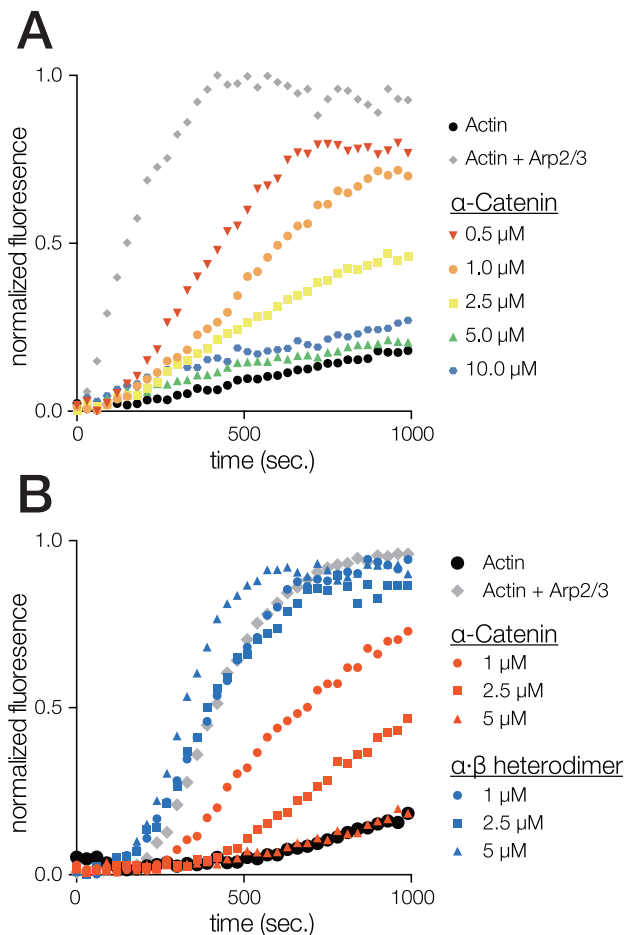 A
normalized fluoresence
1.0
0.5
0.0
0
500
1000
time (sec.)
Actin
Actin + Arp2/3
α-Catenin
0.5 µM
1.0 µM
2.5 µM
5.0 µM
10.0 µM
B
normalized fluoresence
1.0
0.5
0.0
0
500
1000
time (sec.)
Actin
Actin + Arp2/3
α-Catenin
1 µM
2.5 µM
5 µM
α·β heterodimer
1 µM
2.5 µM
5 µM